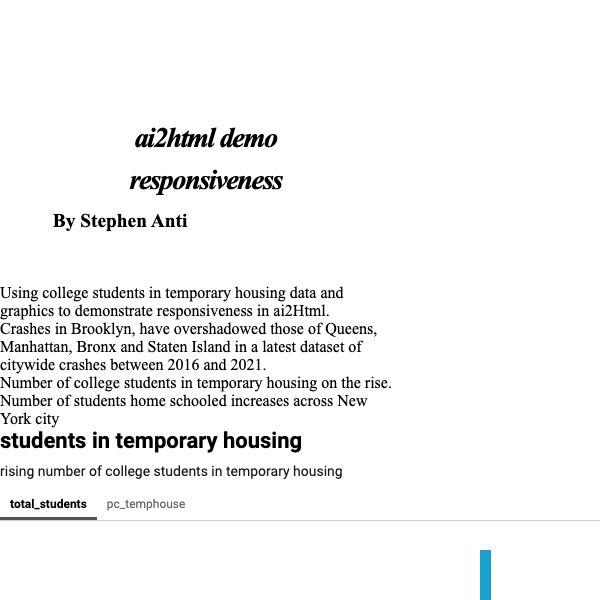 ai2html demo
responsiveness
By Stephen Anti
Using college students in temporary housing data and
graphics to demonstrate responsiveness in ai2Html.
Crashes in Brooklyn, have overshadowed those of Queens,
Manhattan, Bronx and Staten Island in a latest dataset of
citywide crashes between 2016 and 2021.
Number of college students in temporary housing on the rise.
Number of students home schooled increases across New
York city
students in temporary housing
rising number of college students in temporary housing
total_students pc_temphouse